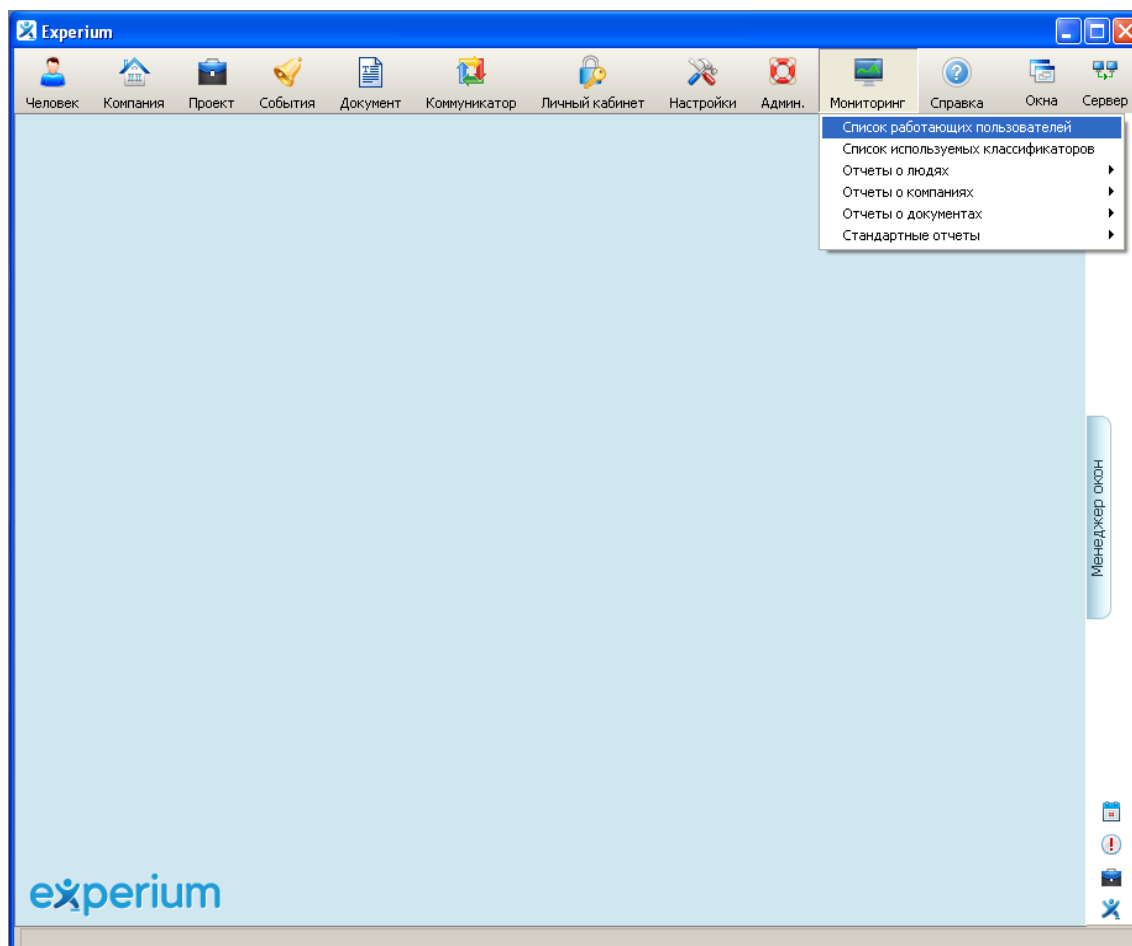 Experium
Человек Компания Проект События Документ Коммуникатор Личный кабинет Настройки Админ. Мониторинг Справка Окна Сервер
Список работающих пользователей
Список используемых классификаторов
Отчеты о людях
Отчеты о компаниях
Отчеты о документах
Стандартные отчеты
Менеджер окон
experium